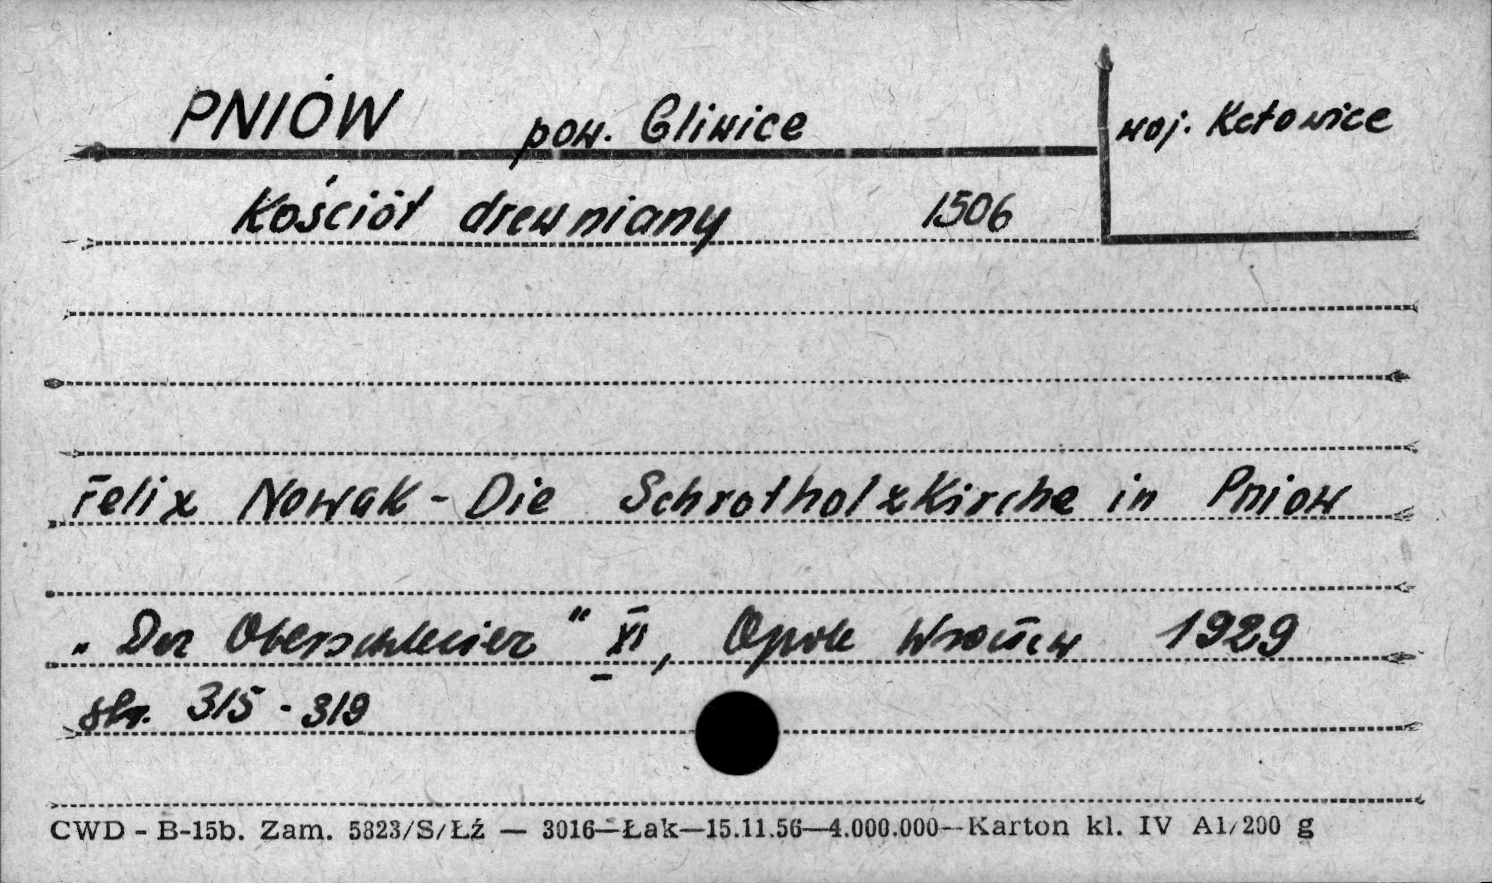 PNIÓW pow. Gliwice woj. Katowice
Kościół drewniany 1506
Felix Nowak - Die Schrotholzkirche in Pniow
„Der Oberschlesier" XI, Opole Wrocław 1929
str. 315 - 319
CWD - B-15b. Zam. 5823/S/Łź — 3016—Łak—15.11.56—4.000.000—Karton kl. IV A1/200 g